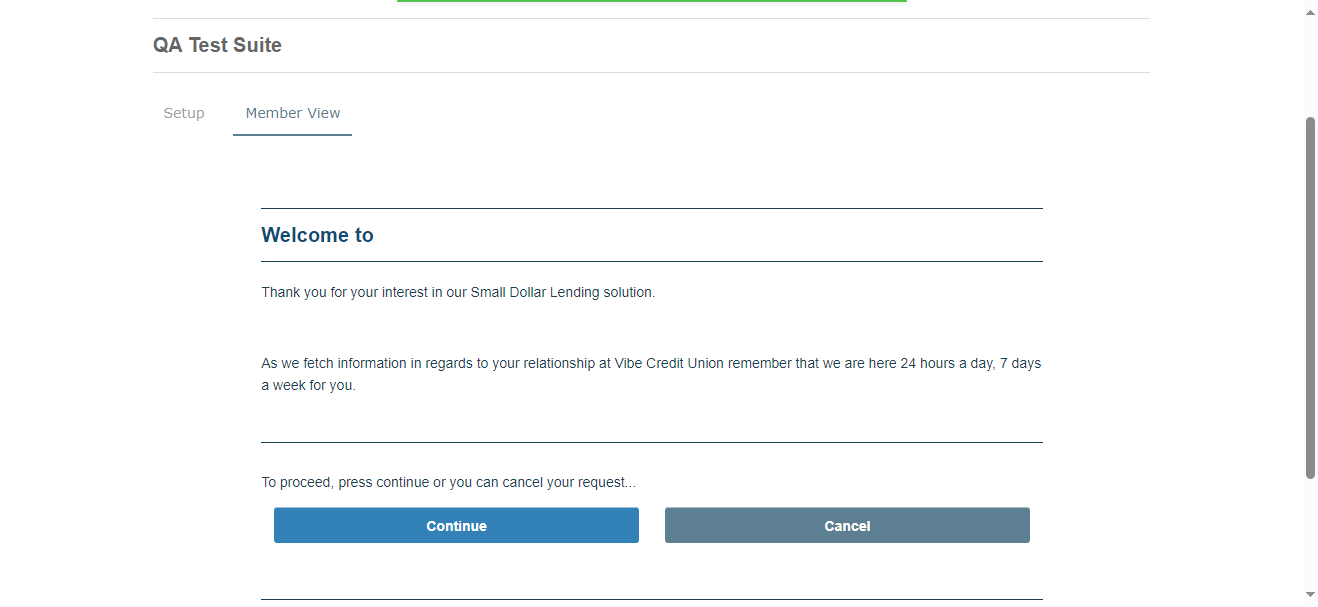 QA Test Suite
Setup
Member View
Welcome to
Thank you for your interest in our Small Dollar Lending solution.
As we fetch information in regards to your relationship at Vibe Credit Union remember that we are here 24 hours a day, 7 days
a week for you.
To proceed, press continue or you can cancel your request...
Continue
Cancel